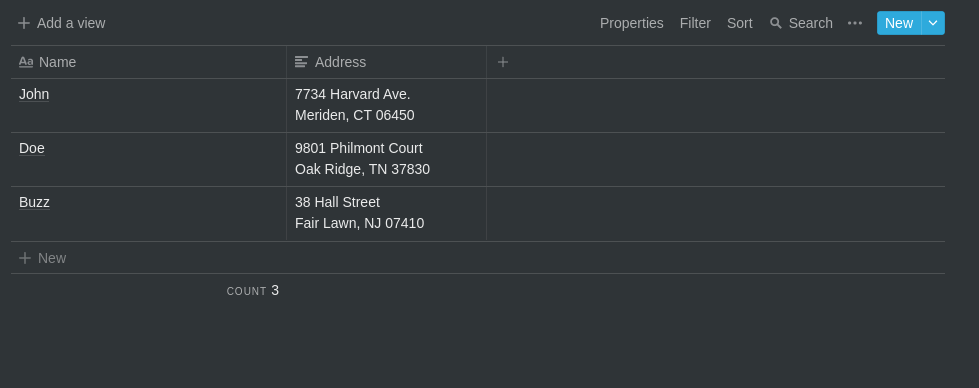 Add a view Properties Filter Sort Search New
Aa Name Address
John 7734 Harvard Ave.
Meriden, CT 06450
Doe 9801 Philmont Court
Oak Ridge, TN 37830
Buzz 38 Hall Street
Fair Lawn, NJ 07410
New
COUNT 3